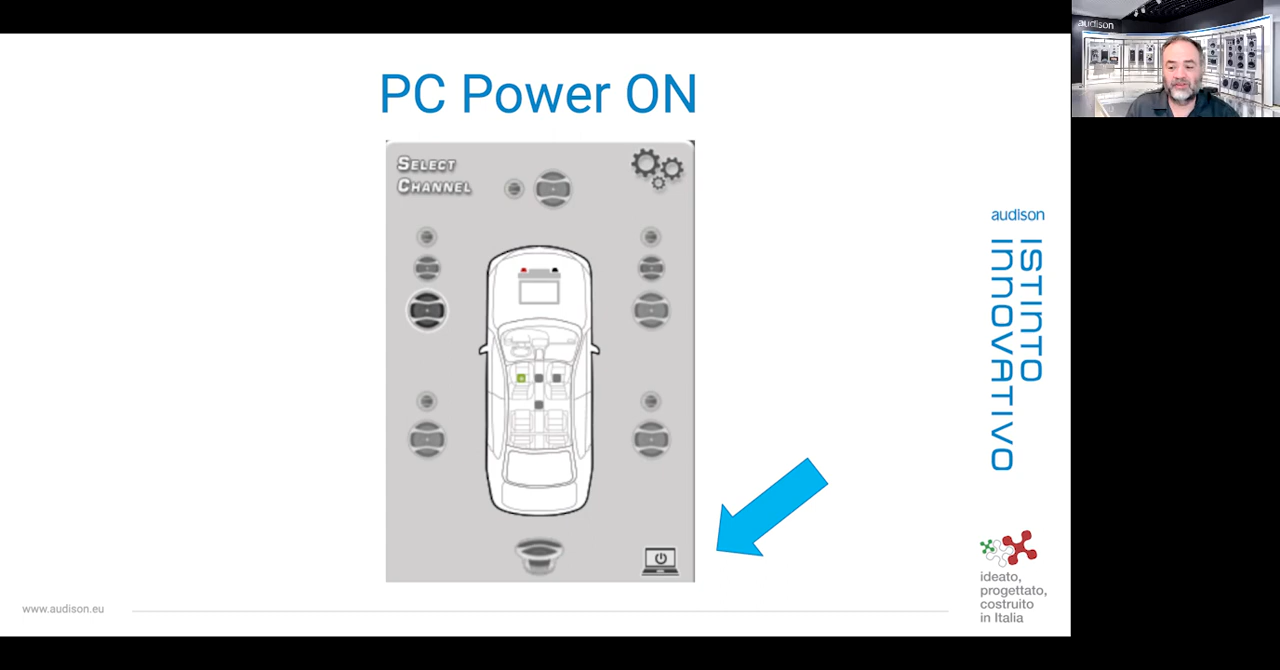 PC Power ON
SELECT
CHANNEL
audison
audison
ISTINTO
INNOVATIVO
ideato,
progettato,
costruito
in Italia
www.audison.eu